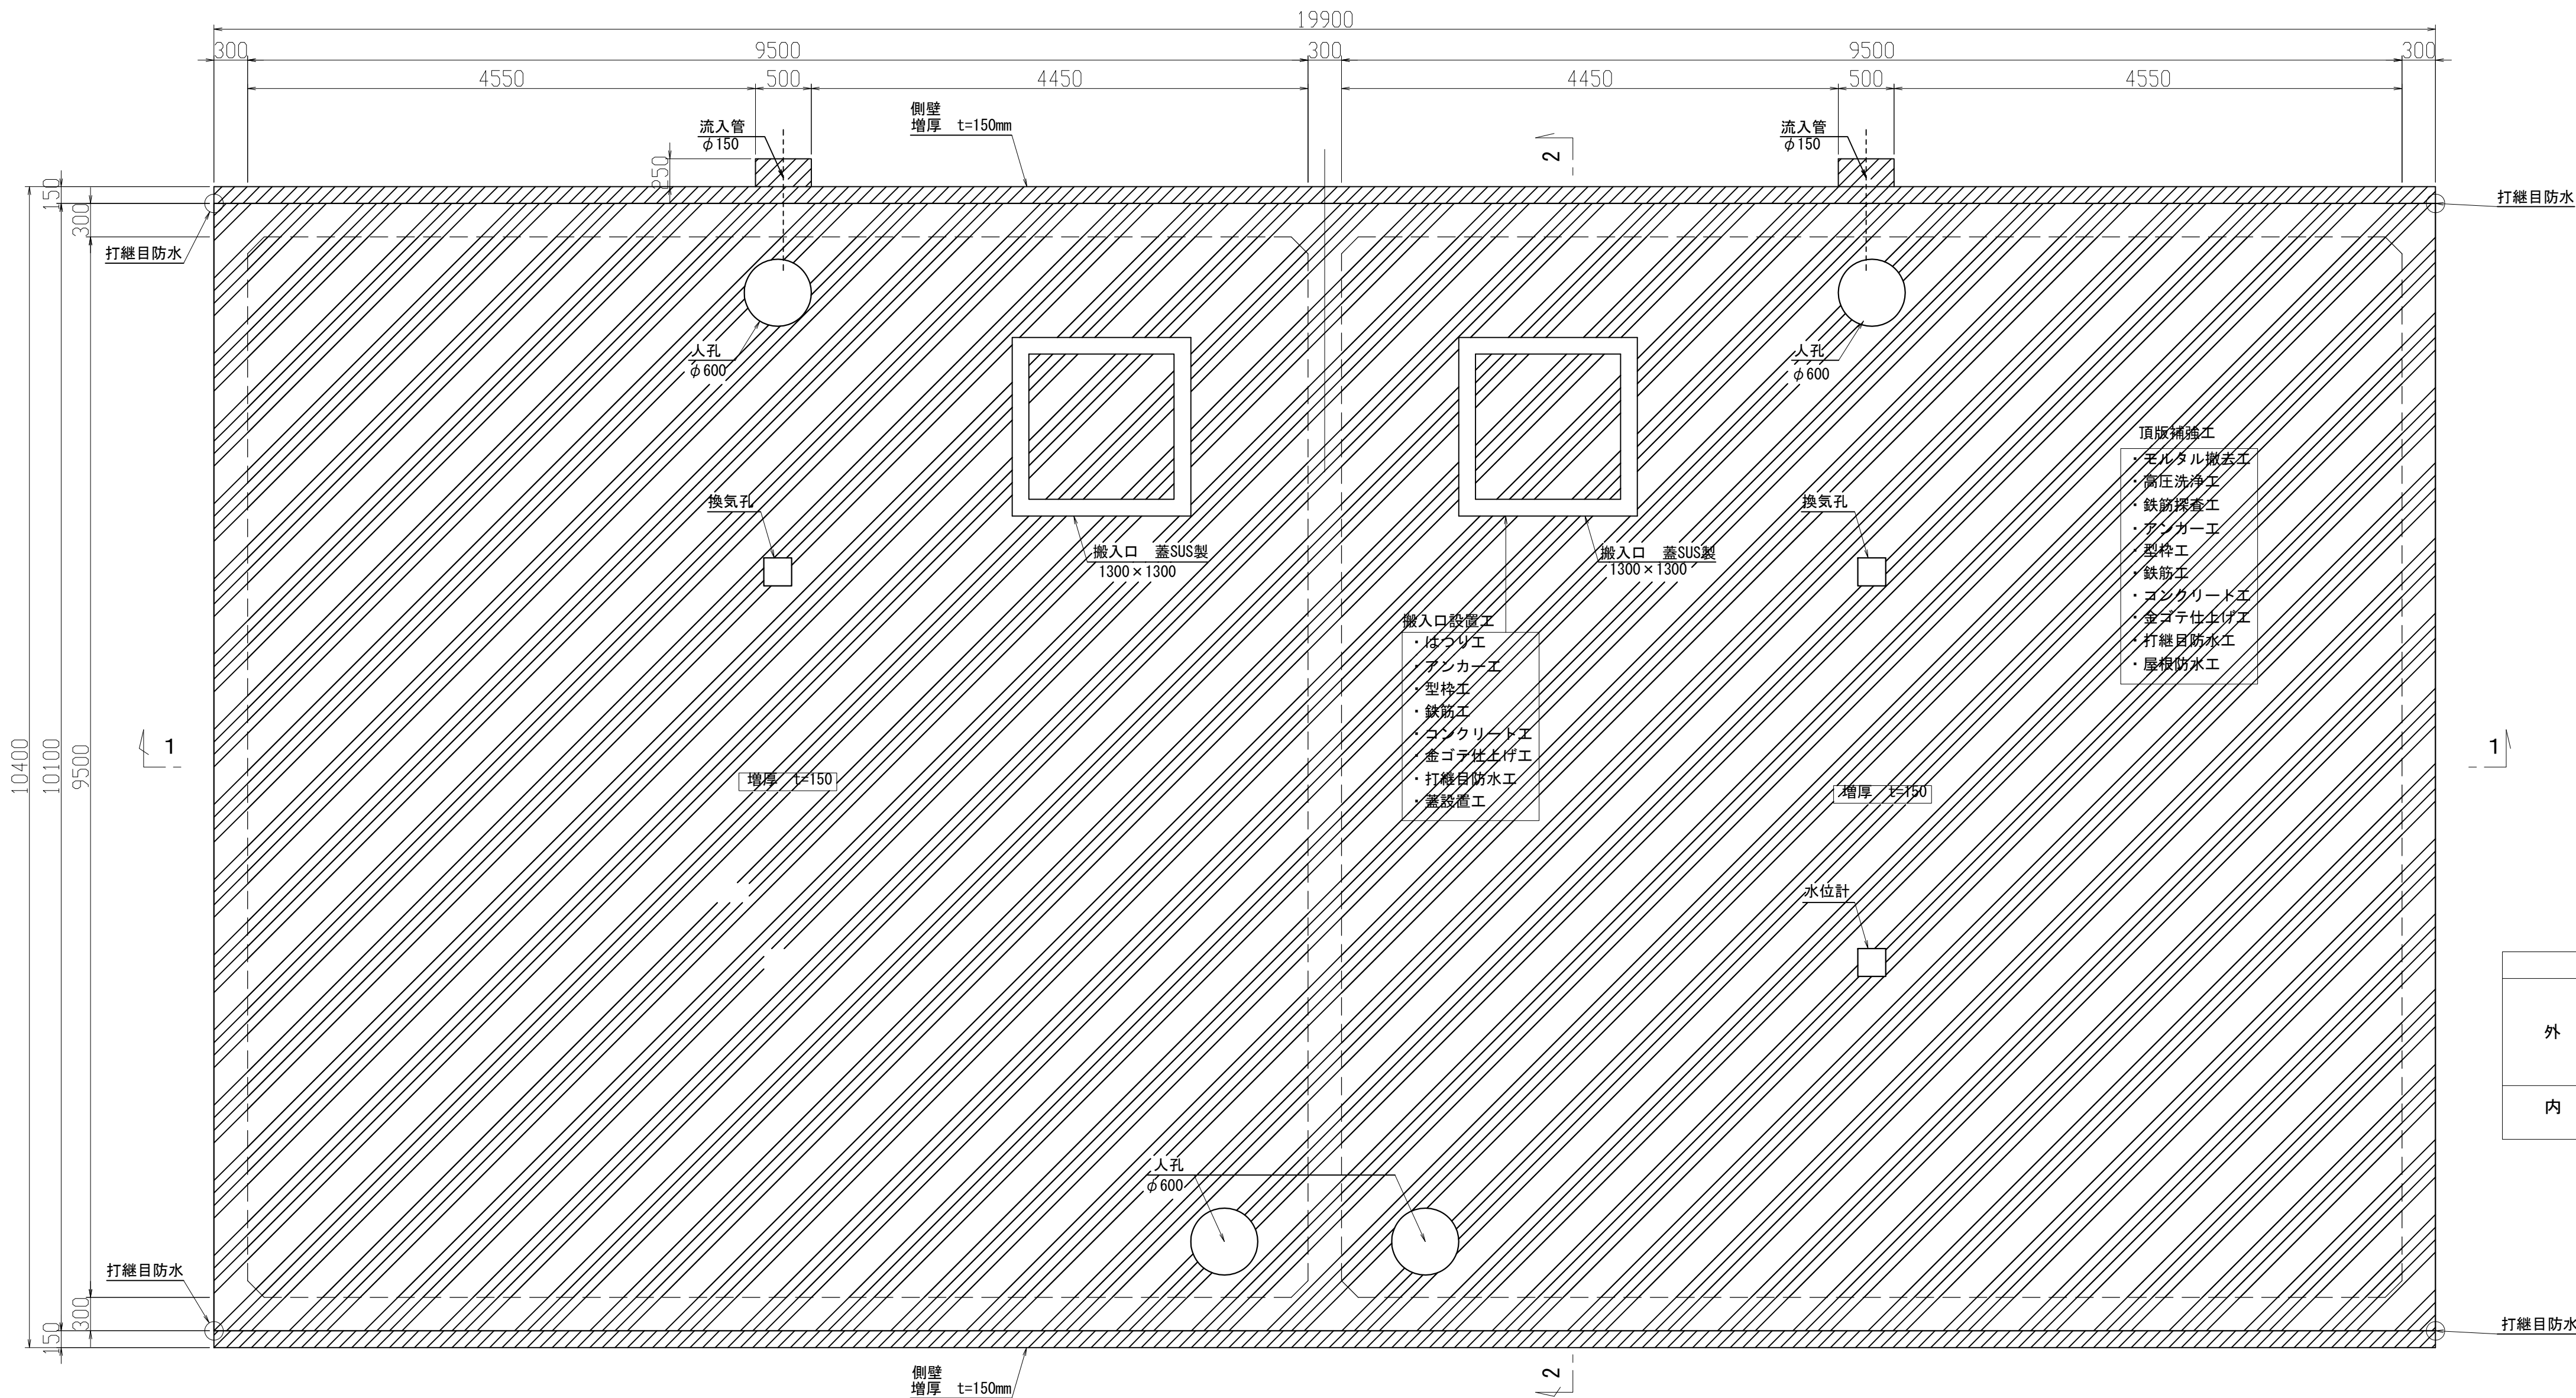 19900
300
9500
300
9500
300
4550
500
4450
4450
500
4550
流入管
φ150
側壁
増厚 t=150mm
2
流入管
φ150
150
300
打継目防水
打継目防水
人孔
φ600
人孔
φ600
頂版補強工
・モルタル撤去工
・高圧洗浄工
・鉄筋探査工
・アンカー工
・型枠工
・鉄筋工
・コンクリート工
・金ゴテ仕上げ工
・打継目防水工
・屋根防水工
換気孔
換気孔
搬入口 蓋SUS製
1300×1300
搬入口 蓋SUS製
1300×1300
搬入口設置工
・はつり工
・アンカー工
・型枠工
・鉄筋工
・コンクリート工
・金ゴテ仕上げ工
・打継目防水工
・蓋設置工
1
1
10400
10100
9500
増厚 t=150
増厚 t=150
水位計
外
内
人孔
φ600
打継目防水
300
150
打継目防水
側壁
増厚 t=150mm
2